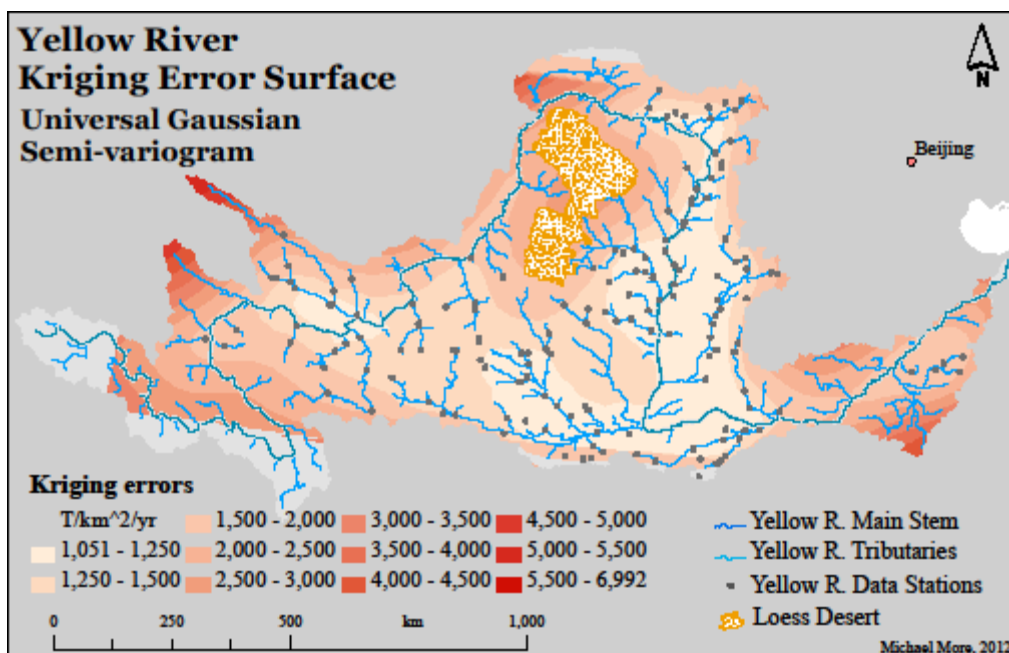 Yellow River
Kriging Error Surface
Universal Gaussian
Semi-variogram
N
Beijing
Kriging errors
T/km^2/yr
1,051 - 1,250
1,250 - 1,500
1,500 - 2,000
2,000 - 2,500
2,500 - 3,000
3,000 - 3,500
3,500 - 4,000
4,000 - 4,500
4,500 - 5,000
5,000 - 5,500
5,500 - 6,992
Yellow R. Main Stem
Yellow R. Tributaries
Yellow R. Data Stations
Loess Desert
0 250 500 km 1,000
Michael More, 2012